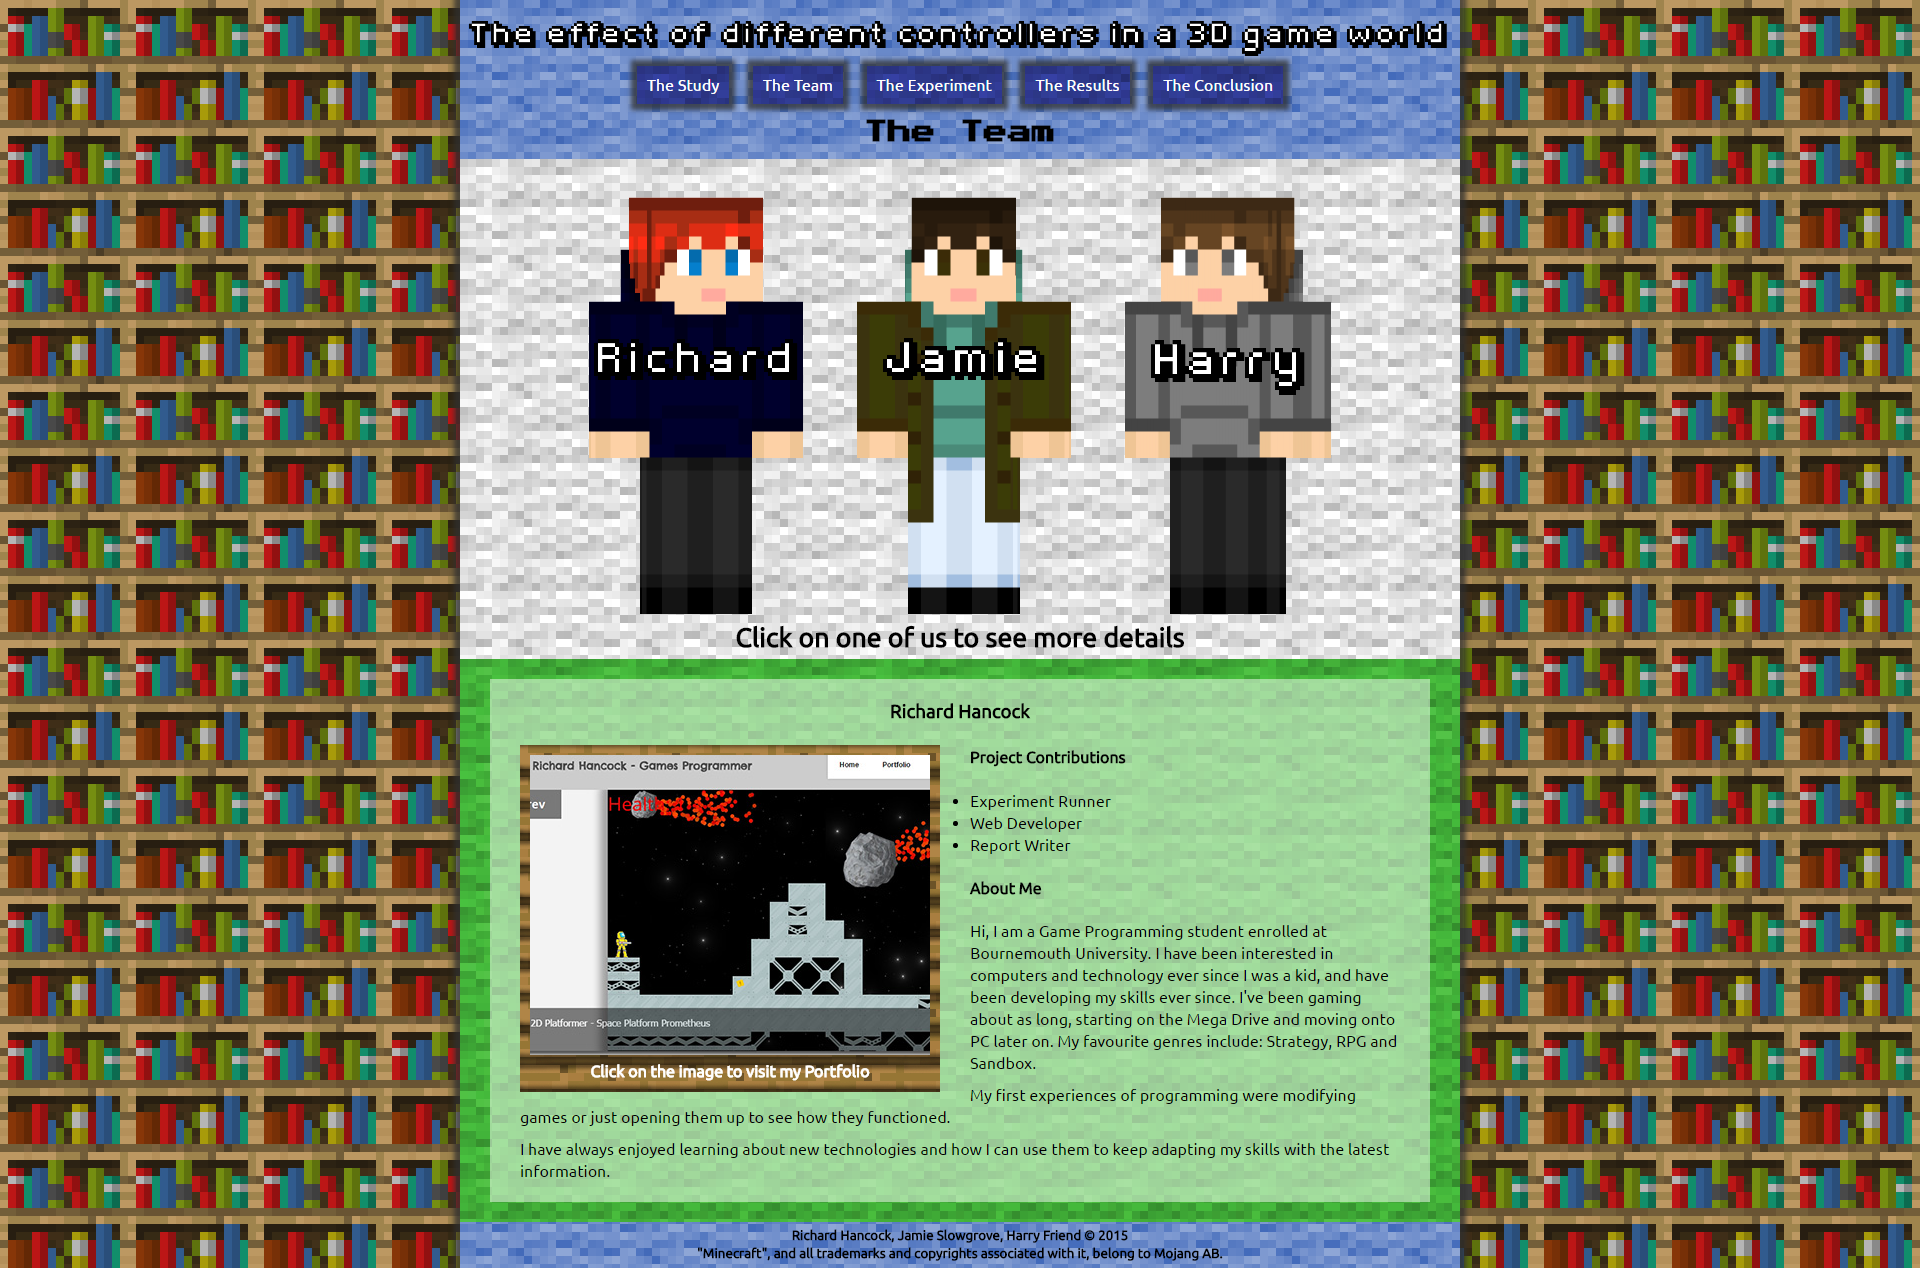 The effect of different controllers in a 3D game world
The Study
The Team
The Experiment
The Results
The Conclusion
The Team
Richard
Jamie
Harry
Click on one of us to see more details
Richard Hancock
Richard Hancock - Games Programmer
Home
Portfolio
rev
Health
2D Platformer - Space Platform Prometheus
Click on the image to visit my Portfolio
Project Contributions
Experiment Runner
Web Developer
Report Writer
About Me
Hi, I am a Game Programming student enrolled at
Bournemouth University. I have been interested in
computers and technology ever since I was a kid, and have
been developing my skills ever since. I've been gaming
about as long, starting on the Mega Drive and moving onto
PC later on. My favourite genres include: Strategy, RPG and
Sandbox.
My first experiences of programming were modifying
games or just opening them up to see how they functioned.
I have always enjoyed learning about new technologies and how I can use them to keep adapting my skills with the latest
information.
Richard Hancock, Jamie Slowgrove, Harry Friend © 2015
"Minecraft", and all trademarks and copyrights associated with it, belong to Mojang AB.